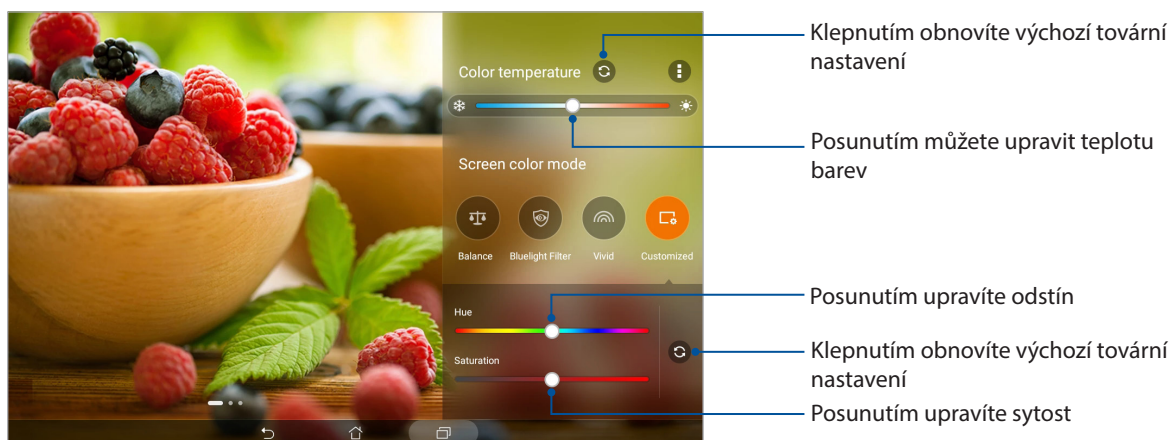 Klepnutím obnovíte výchozí tovární
nastavení
Color temperature
Posunutím můžete upravit teplotu
barev
Screen color mode
Balance
Bluelight Filter
Vivid
Customized
Hue
Posunutím upravíte odstín
Klepnutím obnovíte výchozí tovární
nastavení
Saturation
Posunutím upravíte sytost